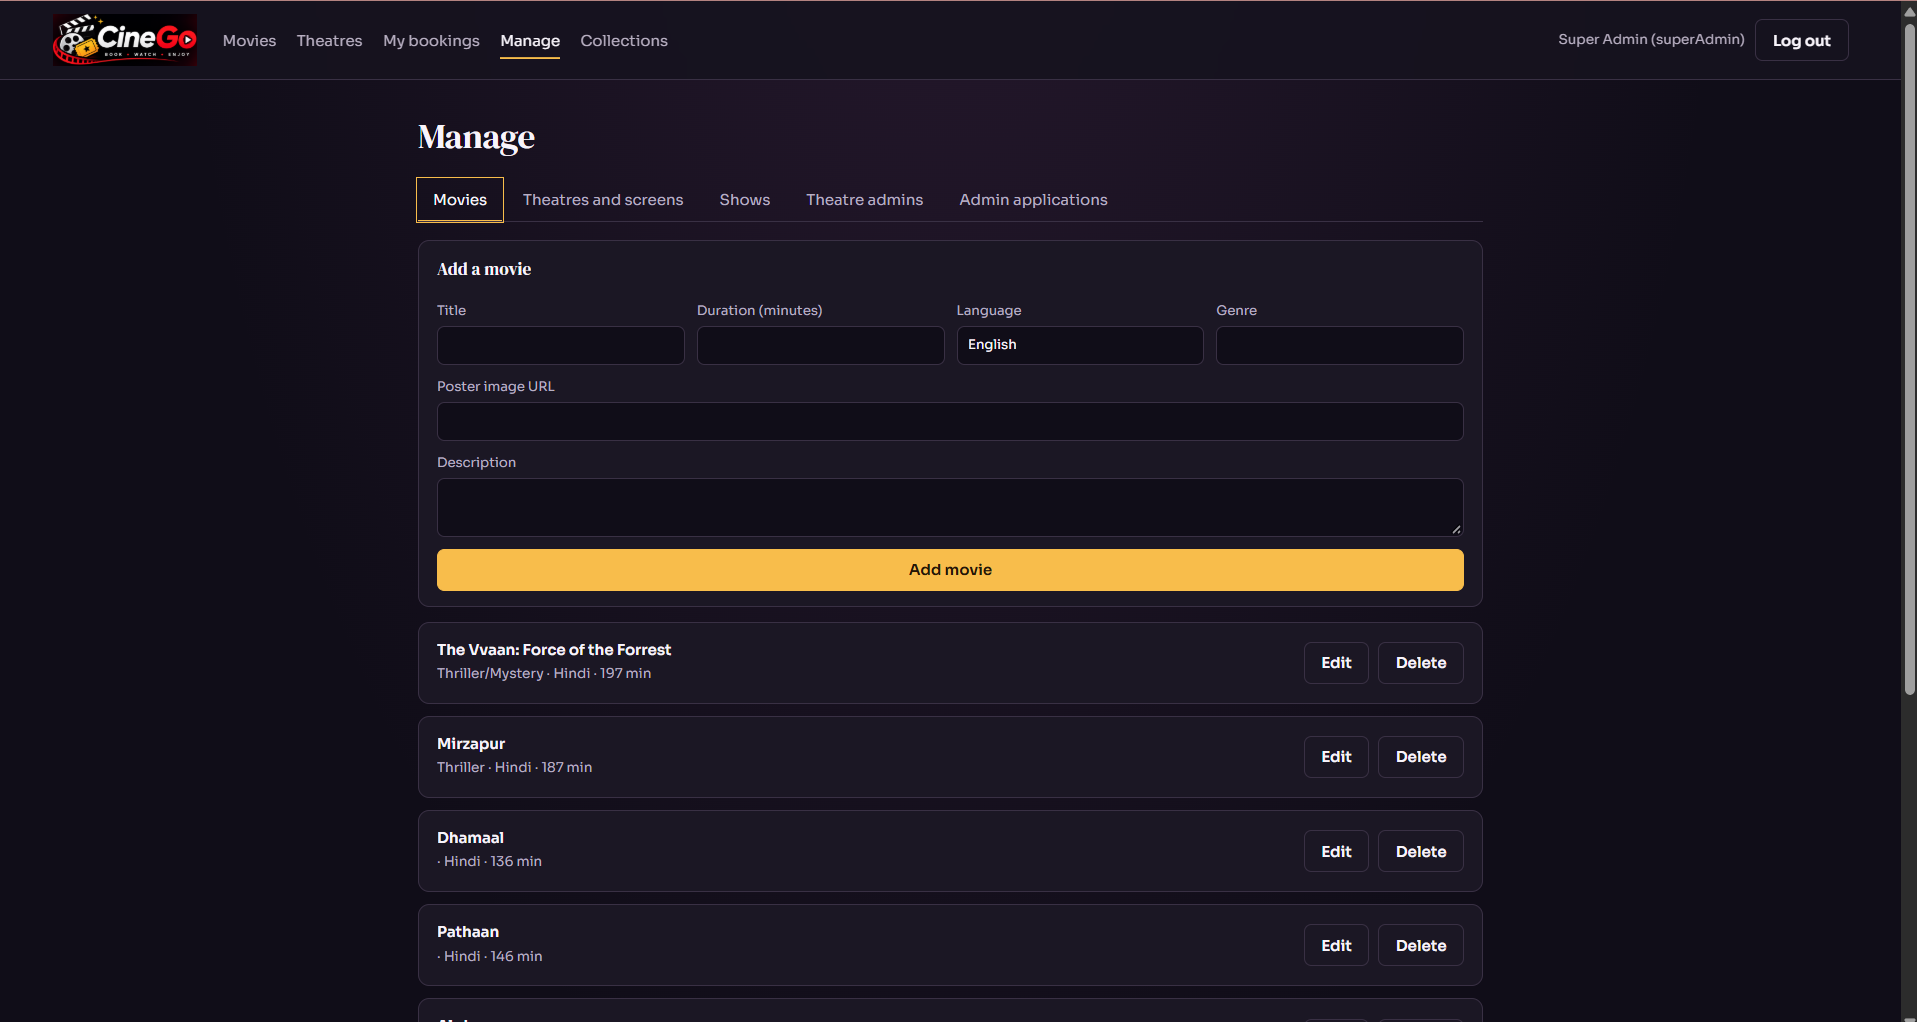 CineGo
BOOK • WATCH • ENJOY
Movies Theatres My bookings Manage Collections
Super Admin (superAdmin) Log out
Manage
Movies Theatres and screens Shows Theatre admins Admin applications
Add a movie
Title Duration (minutes) Language Genre
English
Poster image URL
Description
Add movie
The Vvaan: Force of the Forrest
Thriller/Mystery · Hindi · 197 min
Edit Delete
Mirzapur
Thriller · Hindi · 187 min
Edit Delete
Dhamaal
· Hindi · 136 min
Edit Delete
Pathaan
· Hindi · 146 min
Edit Delete